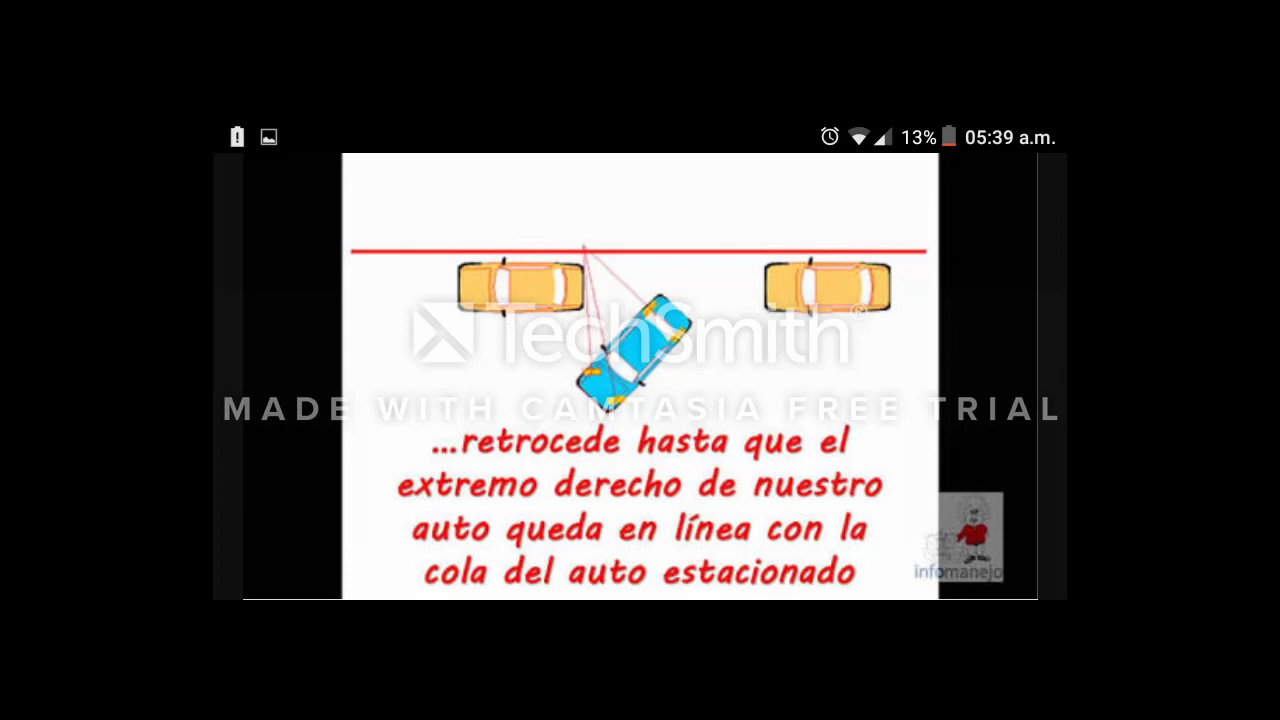 13% 05:39 a.m.
TechSmith®
MADE WITH CAMTASIA FREE TRIAL
...retrocede hasta que el
extremo derecho de nuestro
auto queda en línea con la
cola del auto estacionado
infomanejo